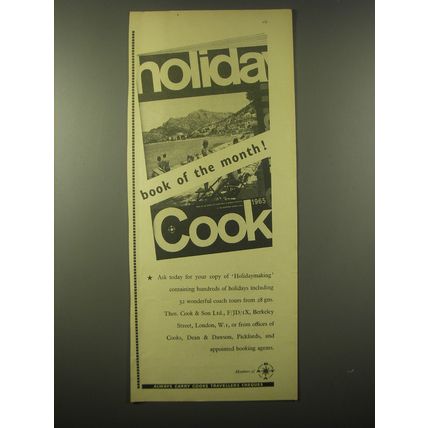 holiday
book of the month!
Cook
1965
★ Ask today for your copy of 'Holidaymaking'
containing hundreds of holidays including
32 wonderful coach tours from 28 gns.
Thos. Cook & Son Ltd., F/JD/1X, Berkeley
Street, London, W.1, or from offices of
Cooks, Dean & Dawson, Pickfords, and
appointed booking agents.
Members of
ALWAYS CARRY COOKS TRAVELLERS CHEQUES